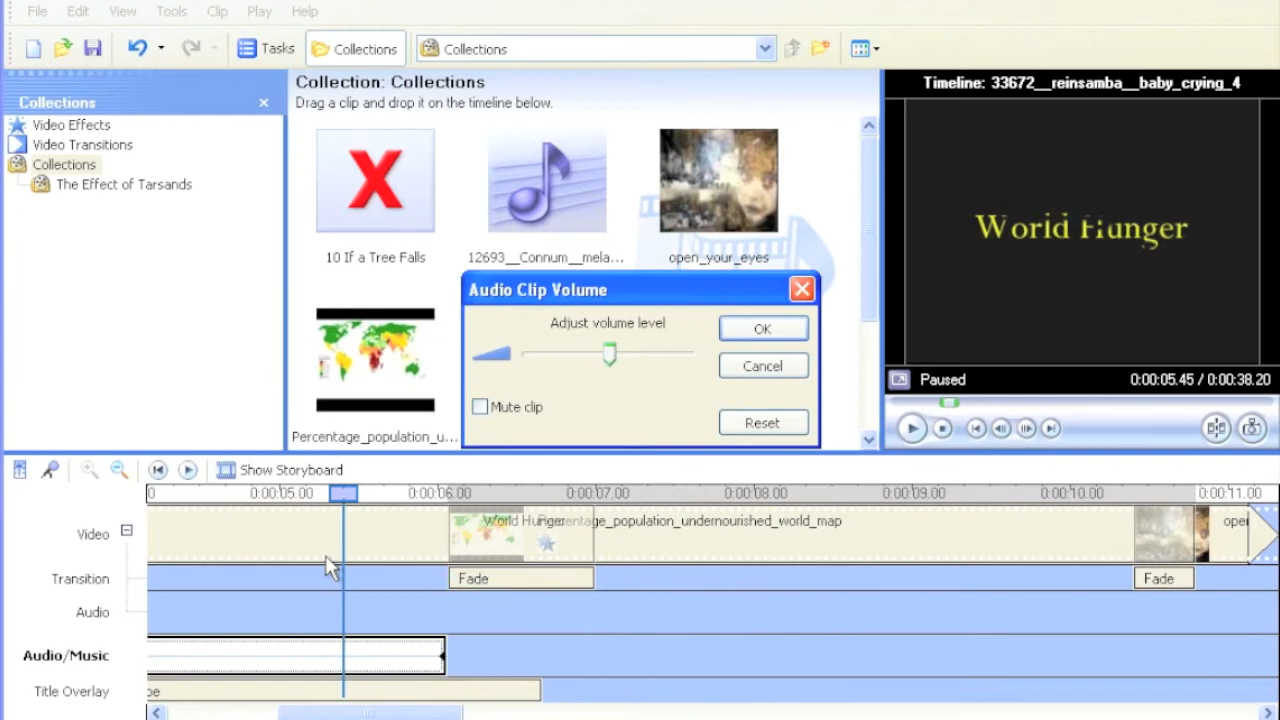 File Edit View Tools Clip Play Help
Tasks Collections Collections
Collections
Video Effects
Video Transitions
Collections
The Effect of Tarsands
Collection: Collections
Drag a clip and drop it on the timeline below.
10 If a Tree Falls
12693__Connum__mela...
open_your_eyes
Percentage_population_u...
Audio Clip Volume
Adjust volume level
OK
Cancel
Mute clip
Reset
Timeline: 33672__reinsamba__baby_crying_4
World Hunger
Paused
0:00:05.45 / 0:00:38.20
Show Storyboard
0 0:00:05.00 0:00:06.00 0:00:07.00 0:00:08.00 0:00:09.00 0:00:10.00 0:00:11.00
Video
World Hunger
Percentage_population_undernourished_world_map
oper
Transition
Fade
Fade
Audio
Audio/Music
Title Overlay